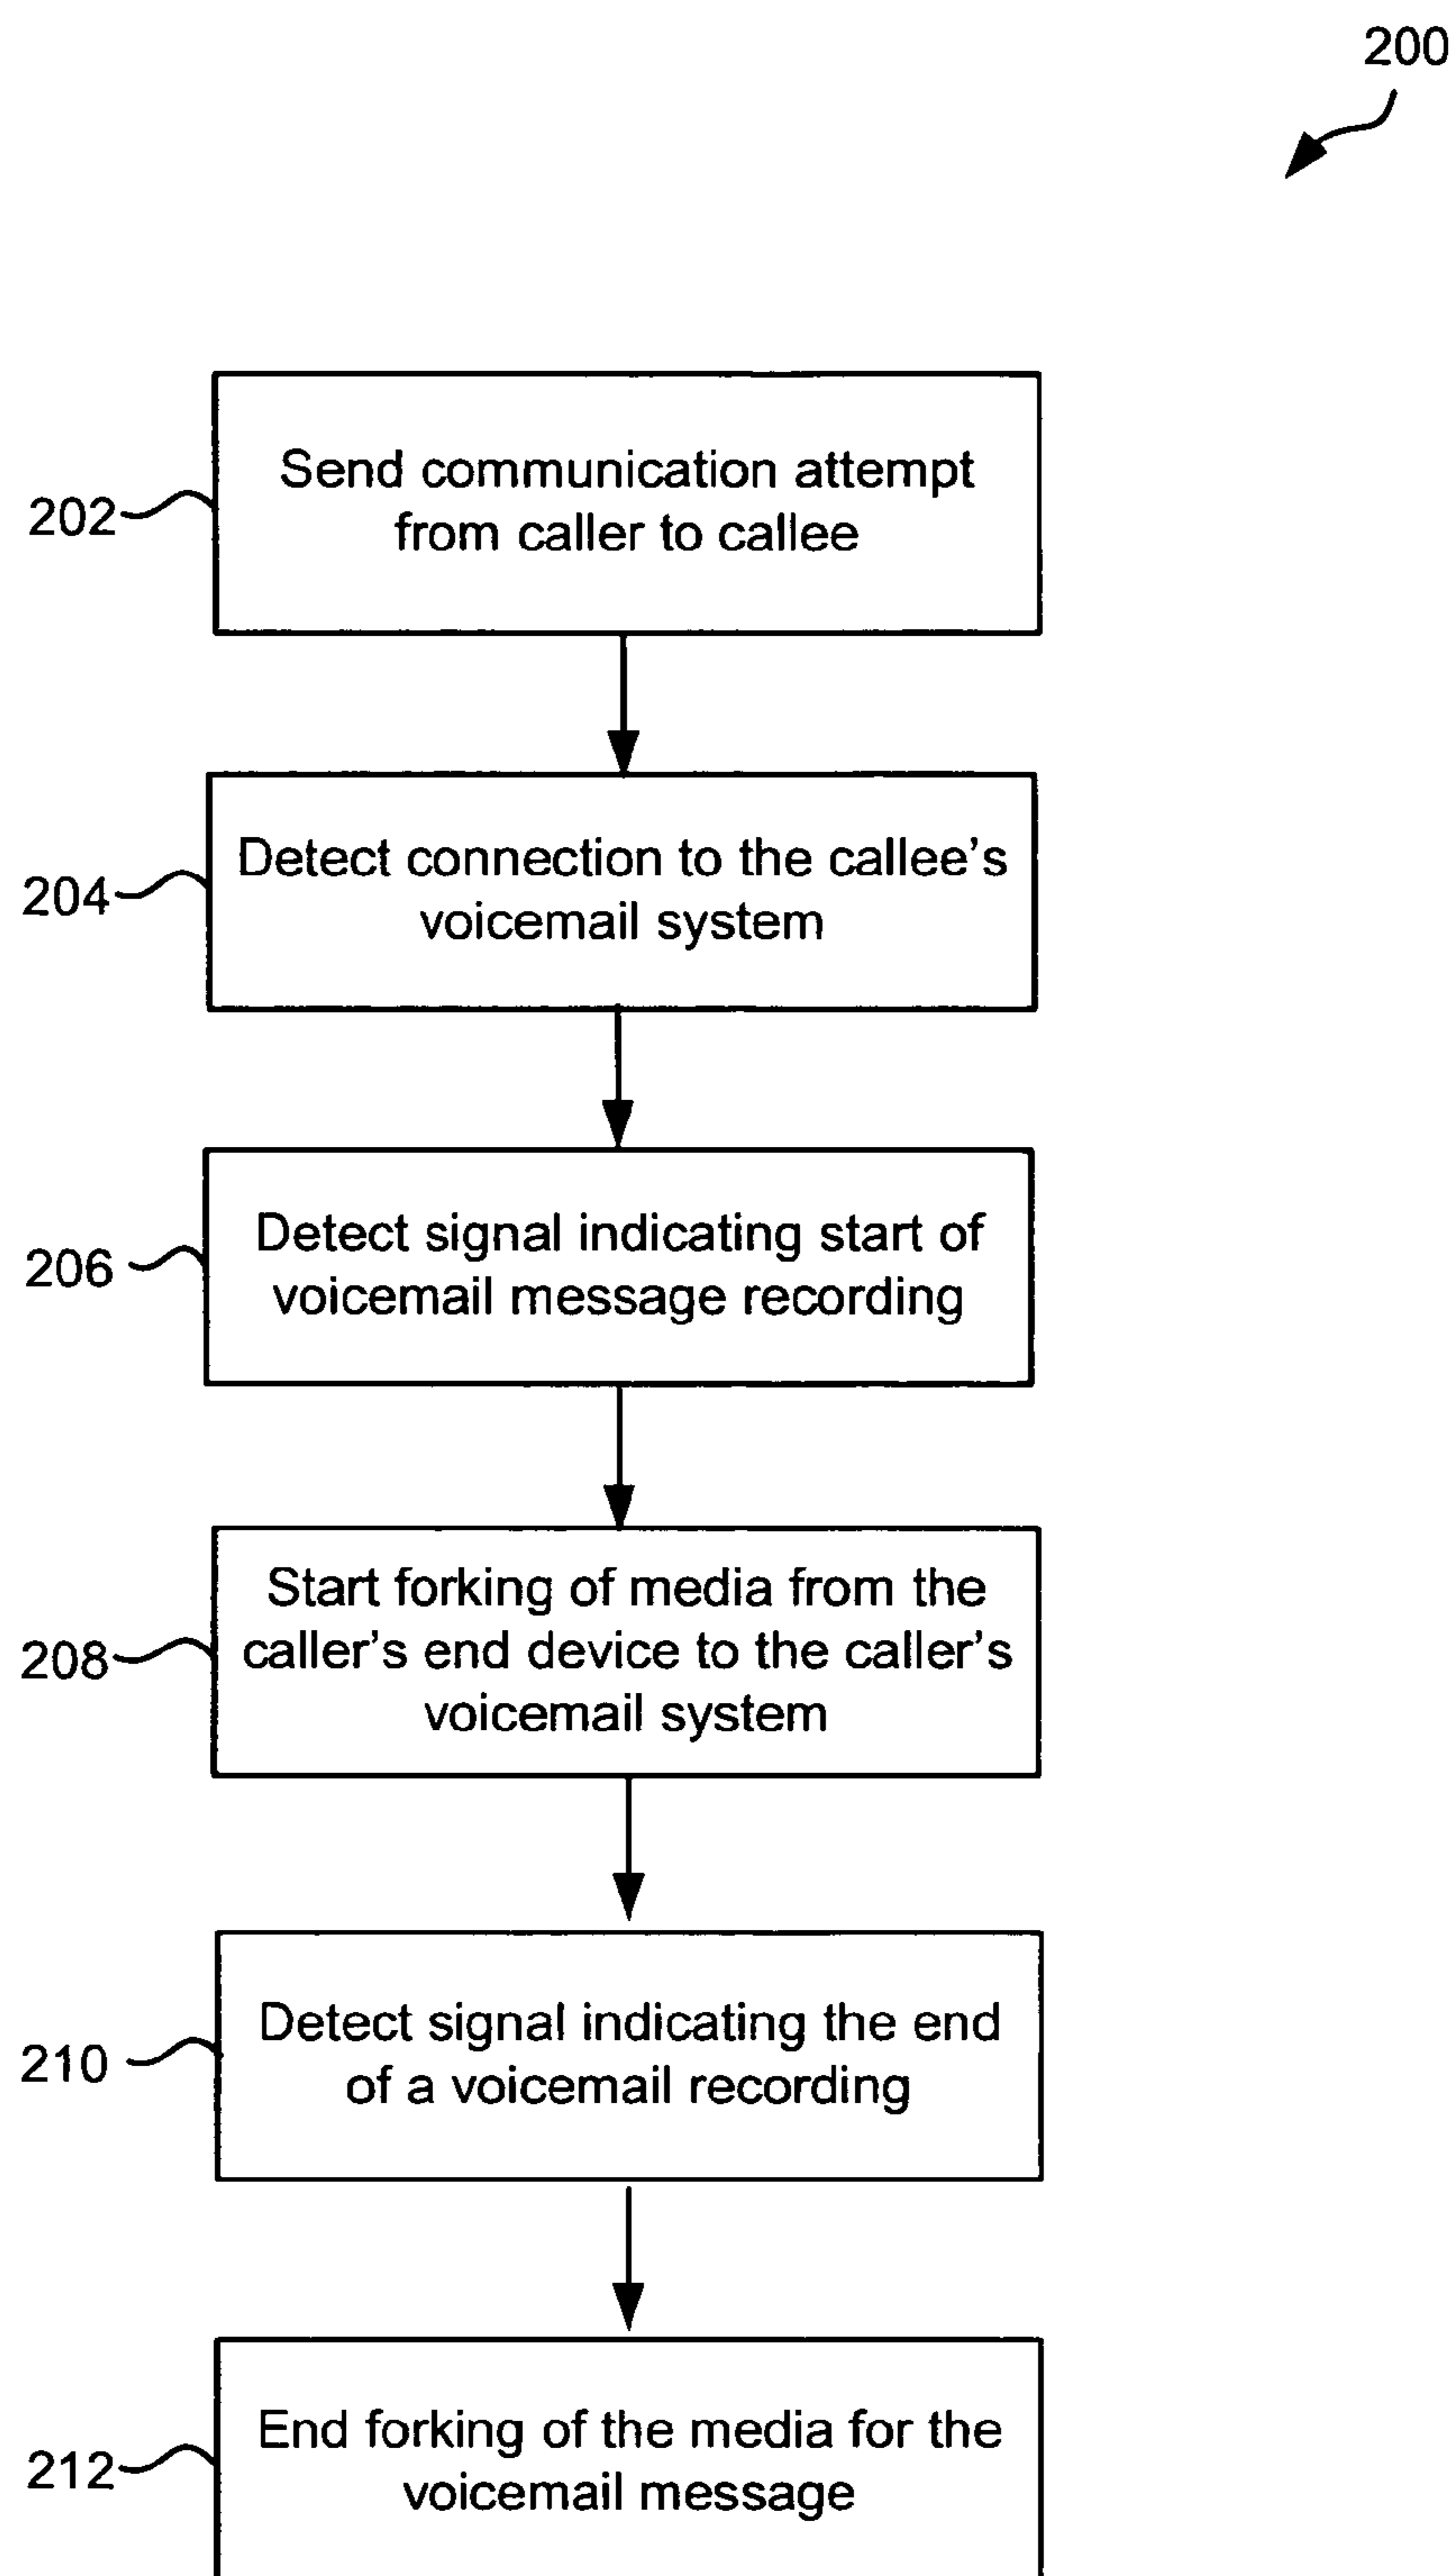 200
Send communication attempt
from caller to callee
202
Detect connection to the callee's
voicemail system
204
Detect signal indicating start of
voicemail message recording
206
Start forking of media from the
caller's end device to the caller's
voicemail system
208
Detect signal indicating the end
of a voicemail recording
210
End forking of the media for the
voicemail message
212